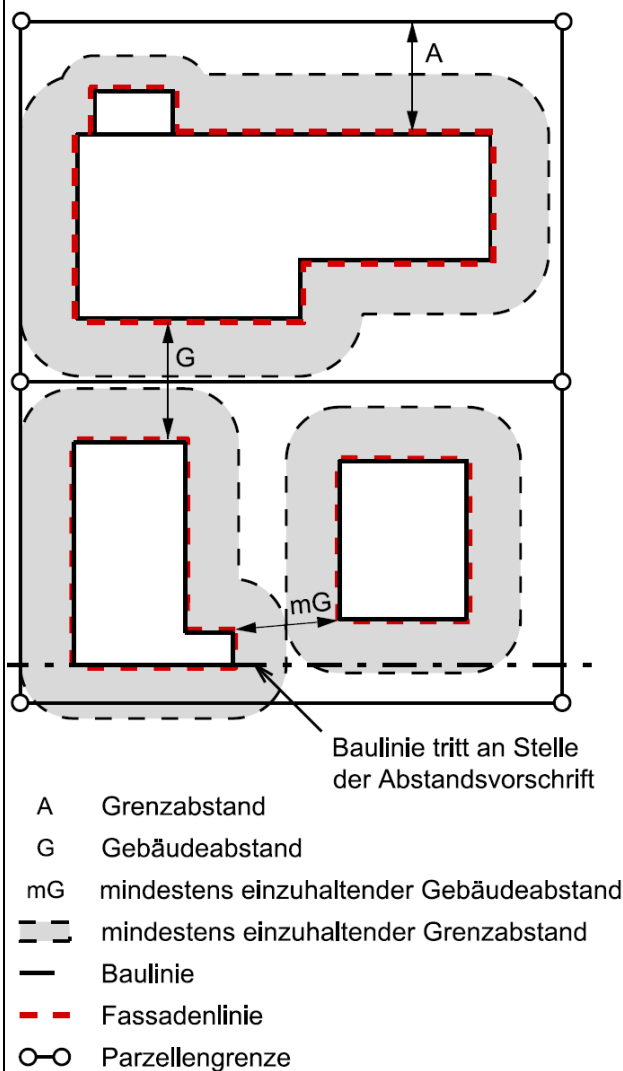 A
G
mG
Baulinie tritt an Stelle
der Abstandsvorschrift
A Grenzabstand
G Gebäudeabstand
mG mindestens einzuhaltender Gebäudeabstand
mindestens einzuhaltender Grenzabstand
Baulinie
Fassadenlinie
Parzellengrenze